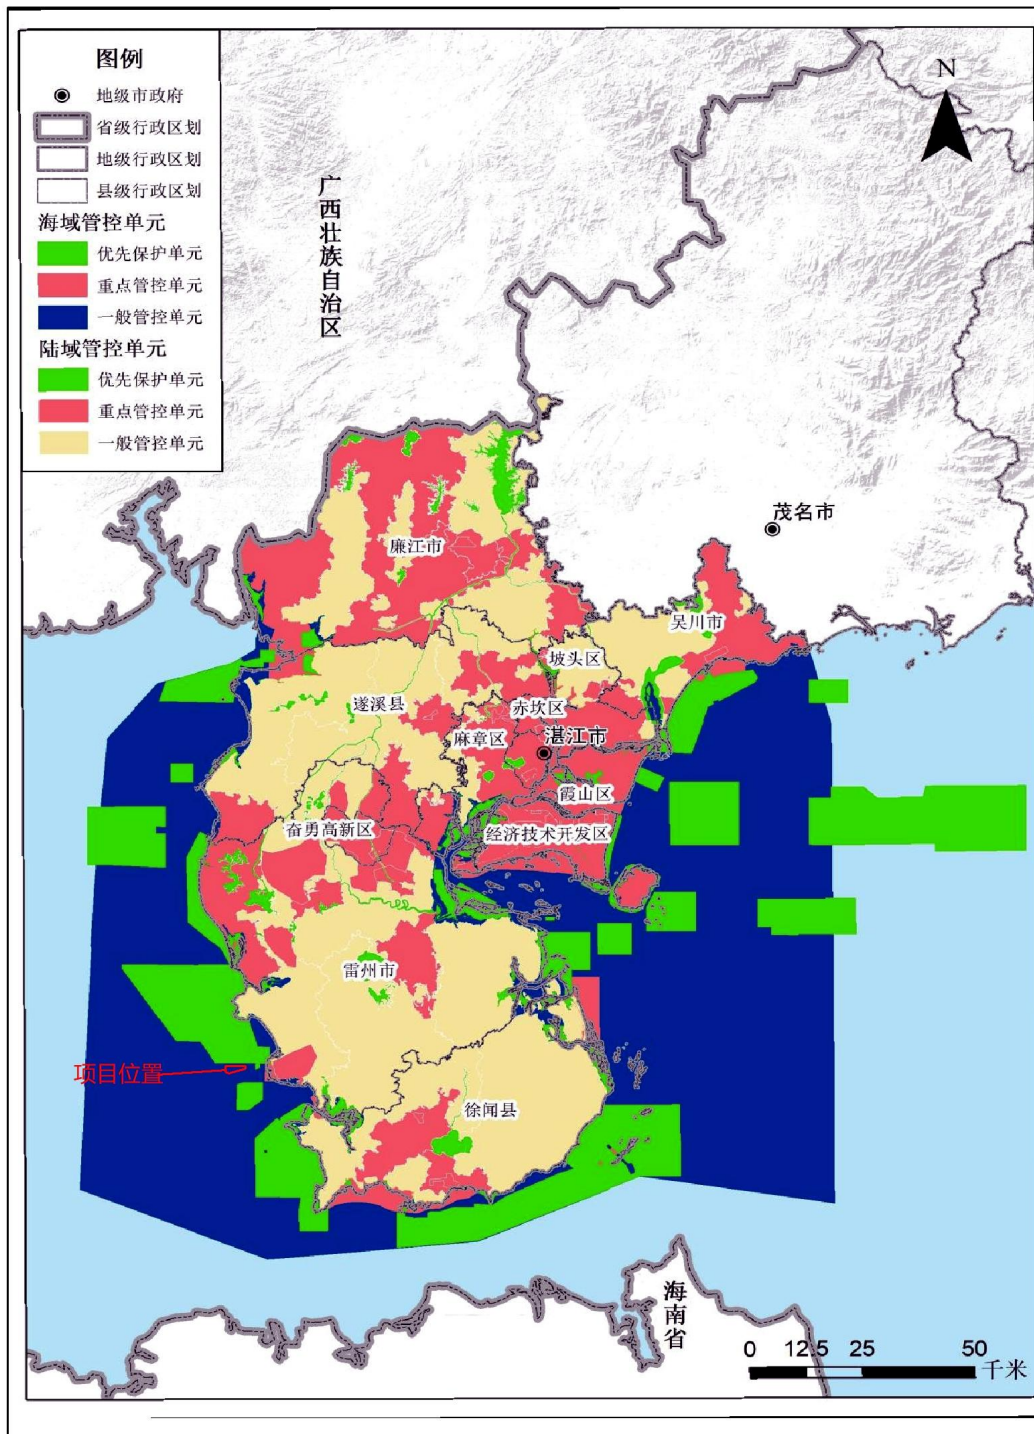 图例
地级市政府
省级行政区划
地级行政区划
县级行政区划
海域管控单元
优先保护单元
重点管控单元
一般管控单元
陆域管控单元
优先保护单元
重点管控单元
一般管控单元
N
广西壮族自治区
茂名市
廉江市
吴川市
坡头区
遂溪县
赤坎区
麻章区
湛江市
霞山区
奋勇高新区
经济技术开发区
雷州市
项目位置
徐闻县
海南省
0 12.5 25 50
千米